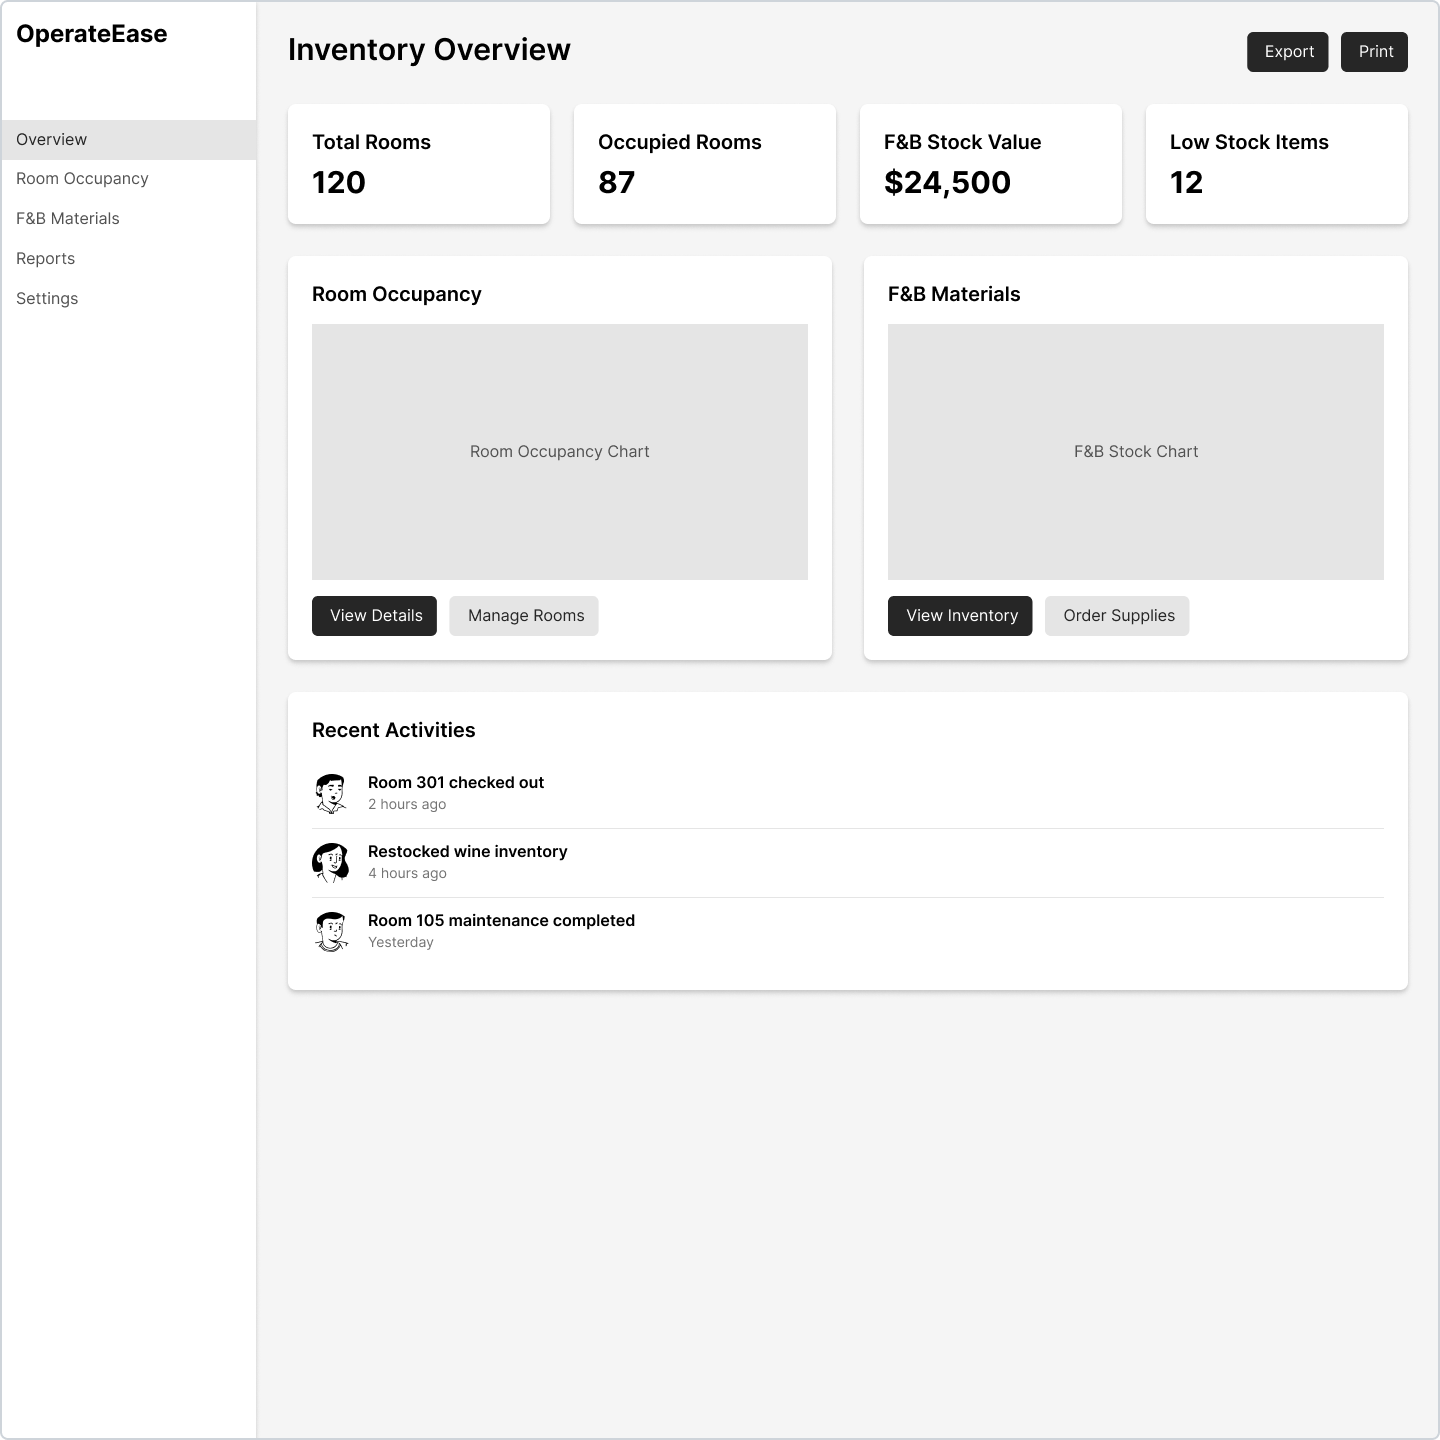 OperateEase
Overview
Room Occupancy
F&B Materials
Reports
Settings
Inventory Overview
Export
Print
Total Rooms
120
Occupied Rooms
87
F&B Stock Value
$24,500
Low Stock Items
12
Room Occupancy
Room Occupancy Chart
View Details
Manage Rooms
F&B Materials
F&B Stock Chart
View Inventory
Order Supplies
Recent Activities
Room 301 checked out
2 hours ago
Restocked wine inventory
4 hours ago
Room 105 maintenance completed
Yesterday